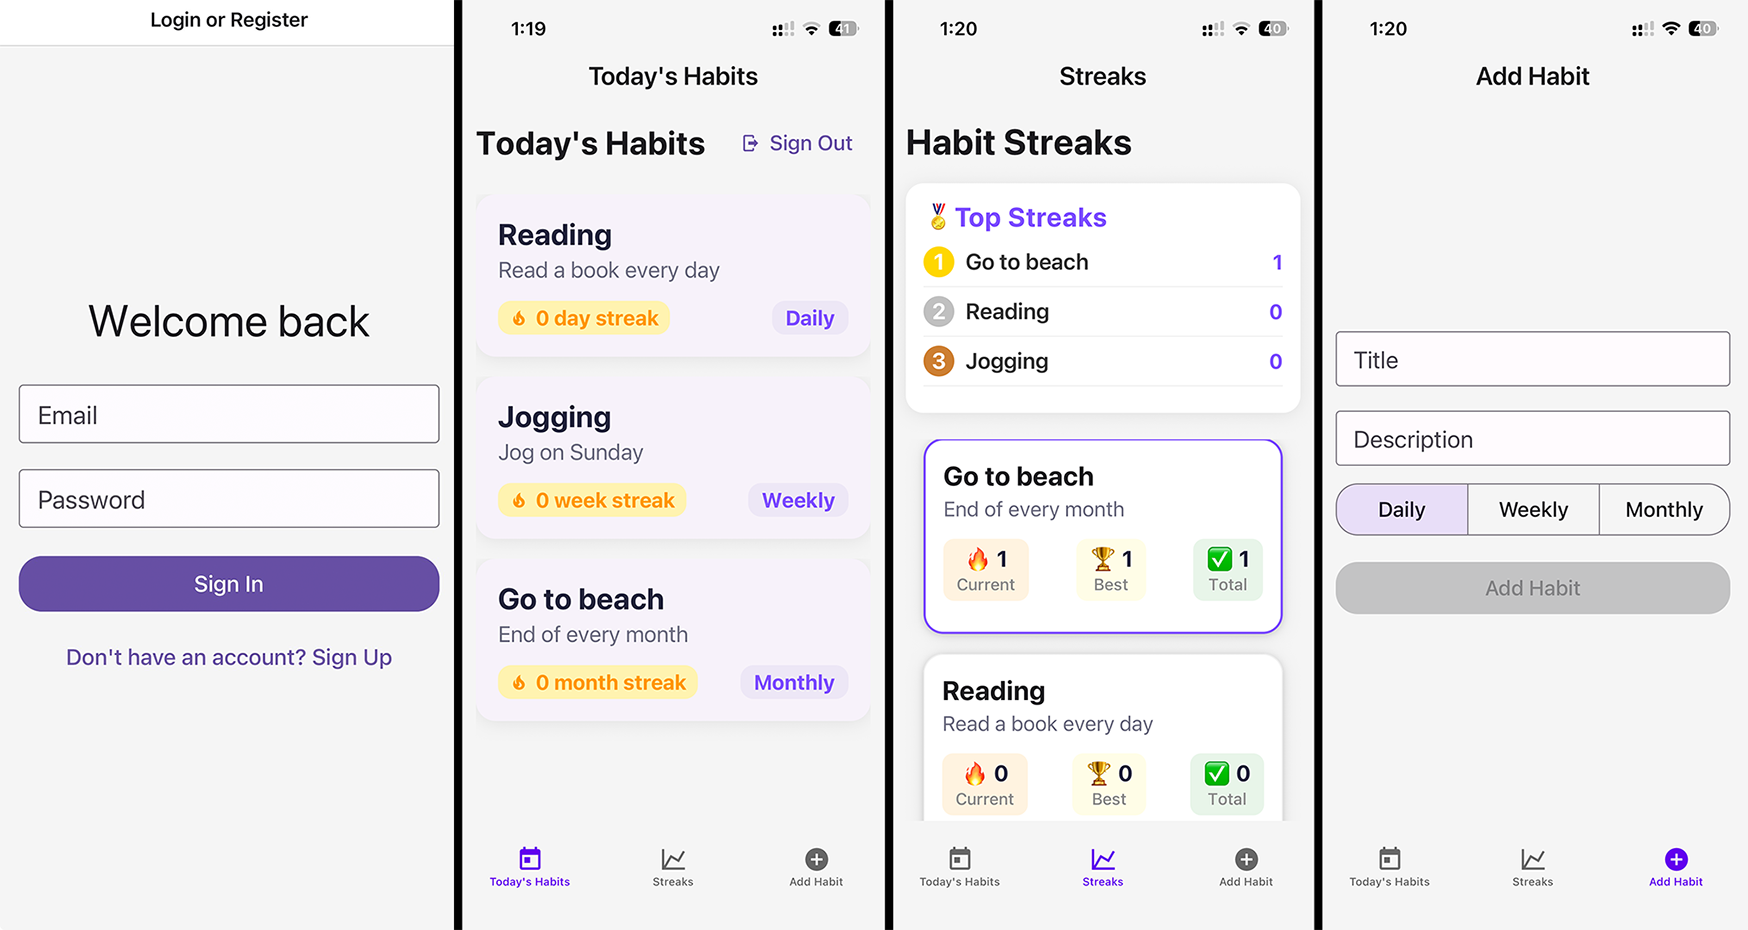 Login or Register
Welcome back
Email
Password
Sign In
Don't have an account? Sign Up
1:19
41
Today's Habits
Today's Habits
Sign Out
Reading
Read a book every day
0 day streak
Daily
Jogging
Jog on Sunday
0 week streak
Weekly
Go to beach
End of every month
0 month streak
Monthly
Today's Habits
Streaks
Add Habit
1:20
40
Streaks
Habit Streaks
Top Streaks
1 Go to beach 1
2 Reading 0
3 Jogging 0
Go to beach
End of every month
1 1 1
Current Best Total
Reading
Read a book every day
0 0 0
Current Best Total
Today's Habits
Streaks
Add Habit
1:20
40
Add Habit
Title
Description
Daily Weekly Monthly
Add Habit
Today's Habits
Streaks
Add Habit